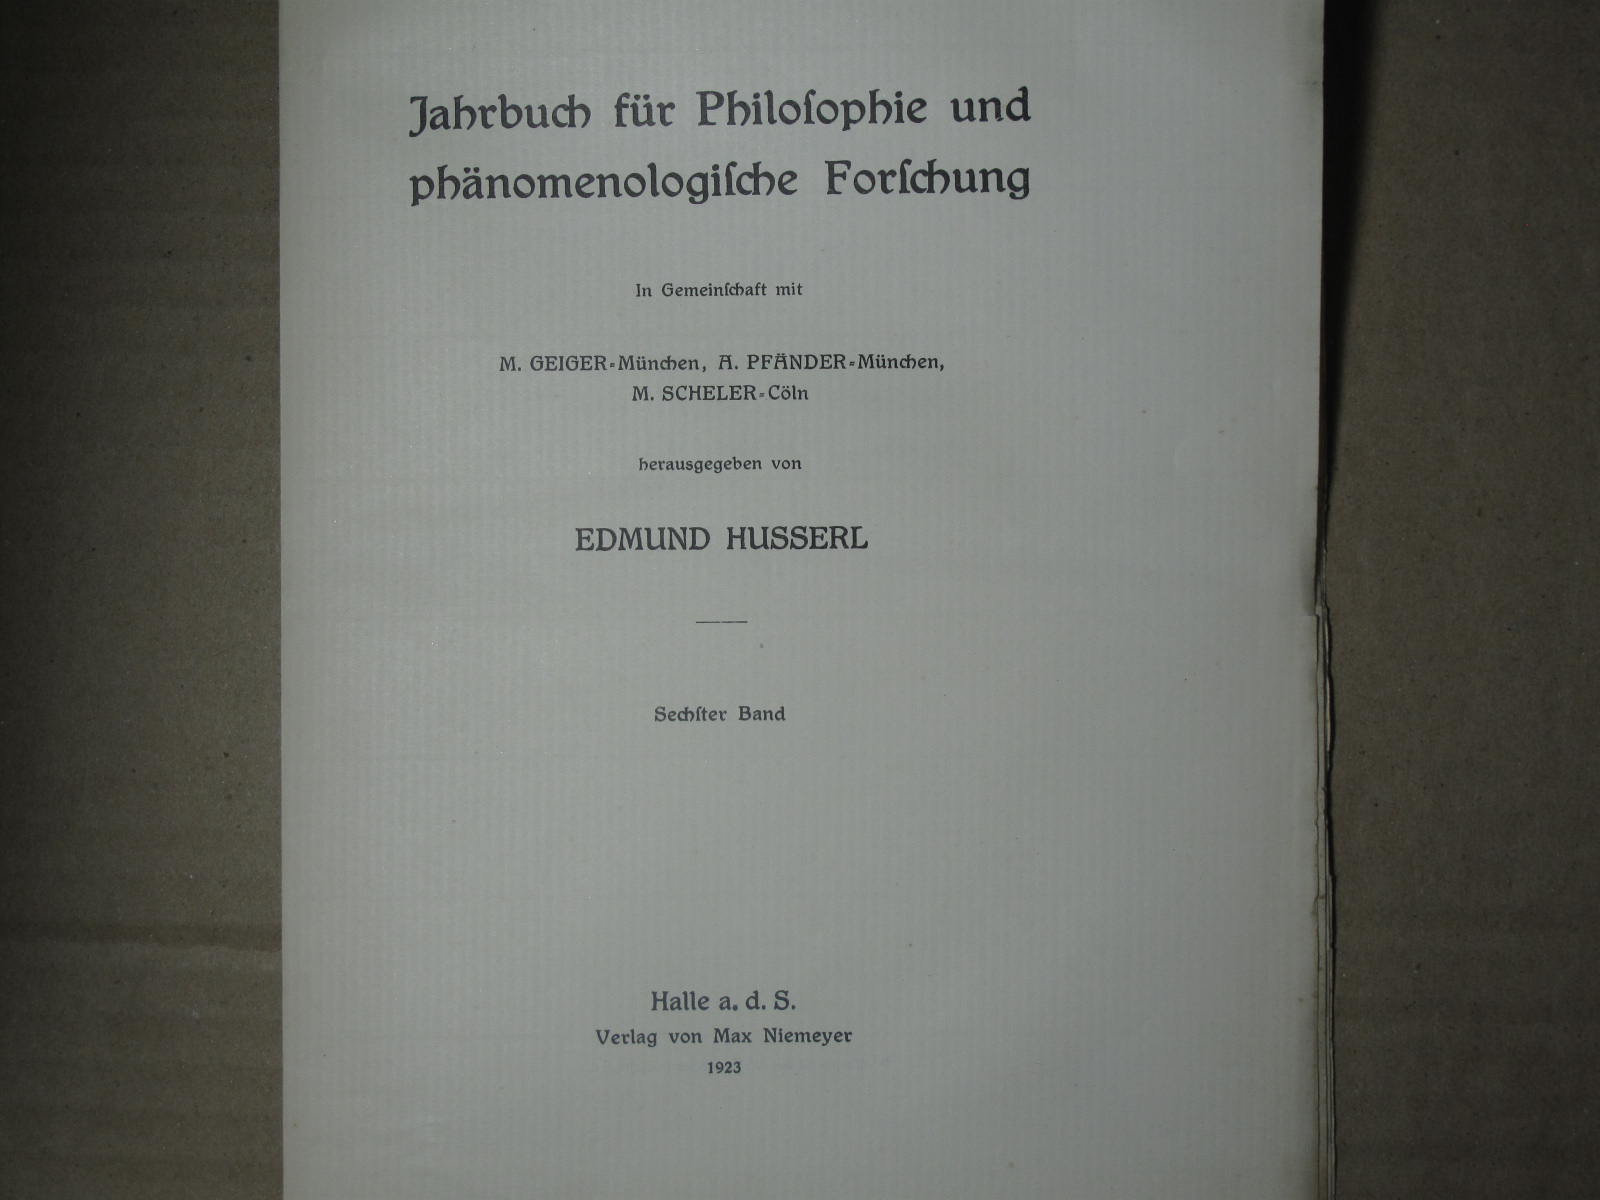 Jahrbuch für Philoſophie und
phänomenologiſche Forſchung
In Gemeinſchaft mit
M. GEIGER-München, A. PFÄNDER-München,
M. SCHELER-Cöln
herausgegeben von
EDMUND HUSSERL
Sechſter Band
Halle a. d. S.
Verlag von Max Niemeyer
1923